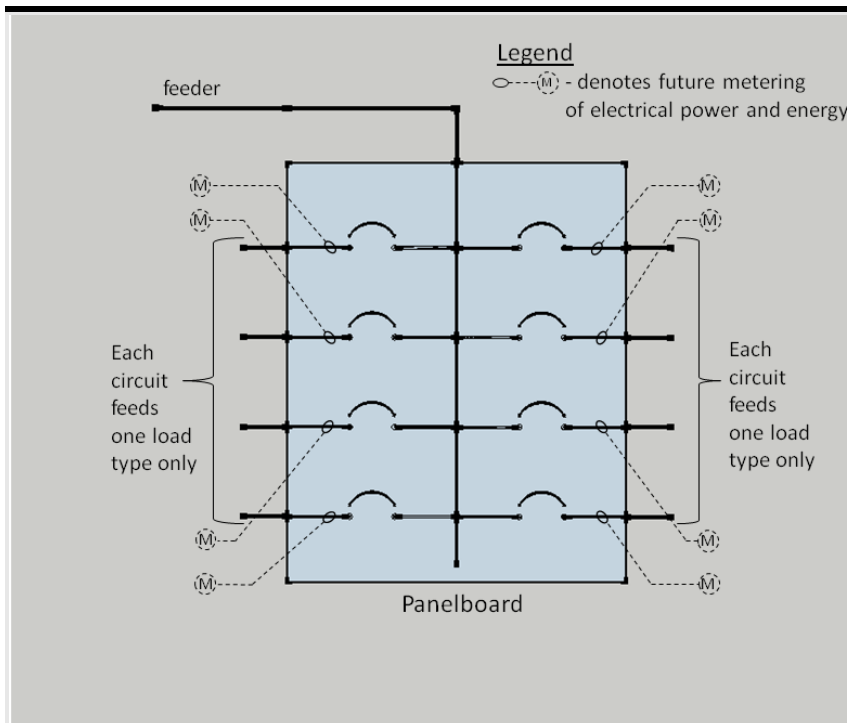 Legend
M - denotes future metering
of electrical power and energy
feeder
M
M
M
M
Each
circuit
feeds
one load
type only
Each
circuit
feeds
one load
type only
M
M
M
M
Panelboard